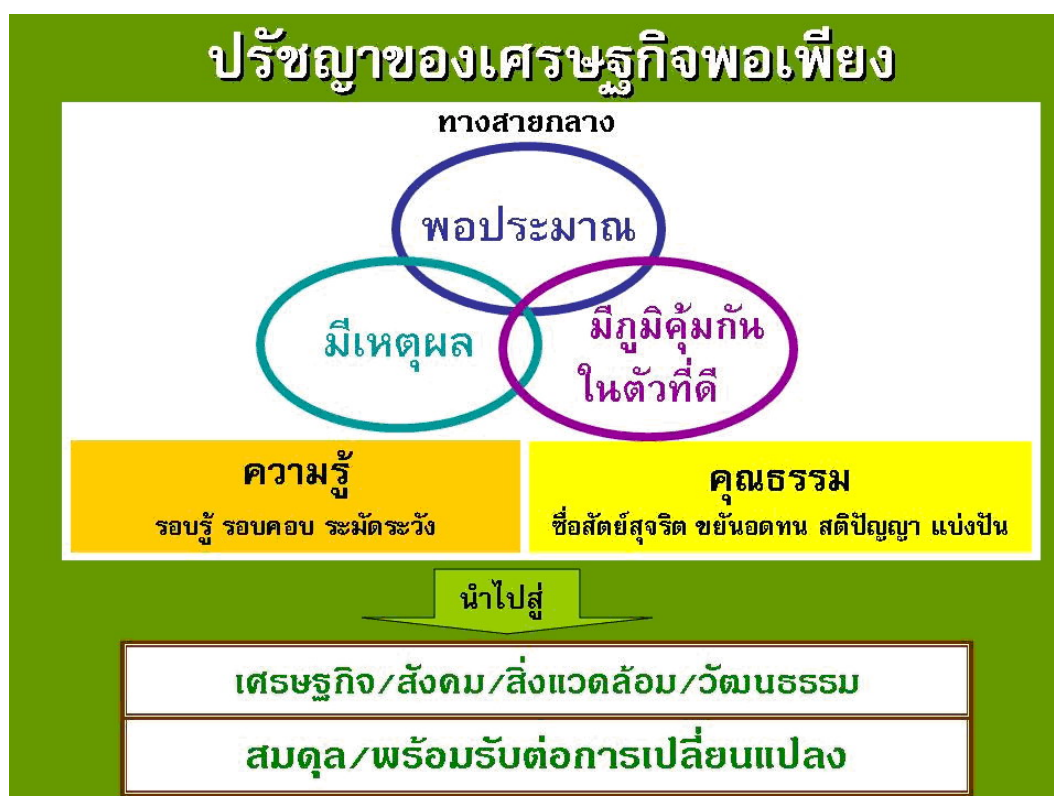 ปรัชญาของเศรษฐกิจพอเพียง
ทางสายกลาง
พอประมาณ
มีเหตุผล
มีภูมิคุ้มกัน
ในตัวที่ดี
ความรู้
รอบรู้ รอบคอบ ระมัดระวัง
คุณธรรม
ซื่อสัตย์สุจริต ขยันอดทน สติปัญญา แบ่งปัน
นำไปสู่
เศรษฐกิจ/สังคม/สิ่งแวดล้อม/วัฒนธรรม
สมดุล/พร้อมรับต่อการเปลี่ยนแปลง